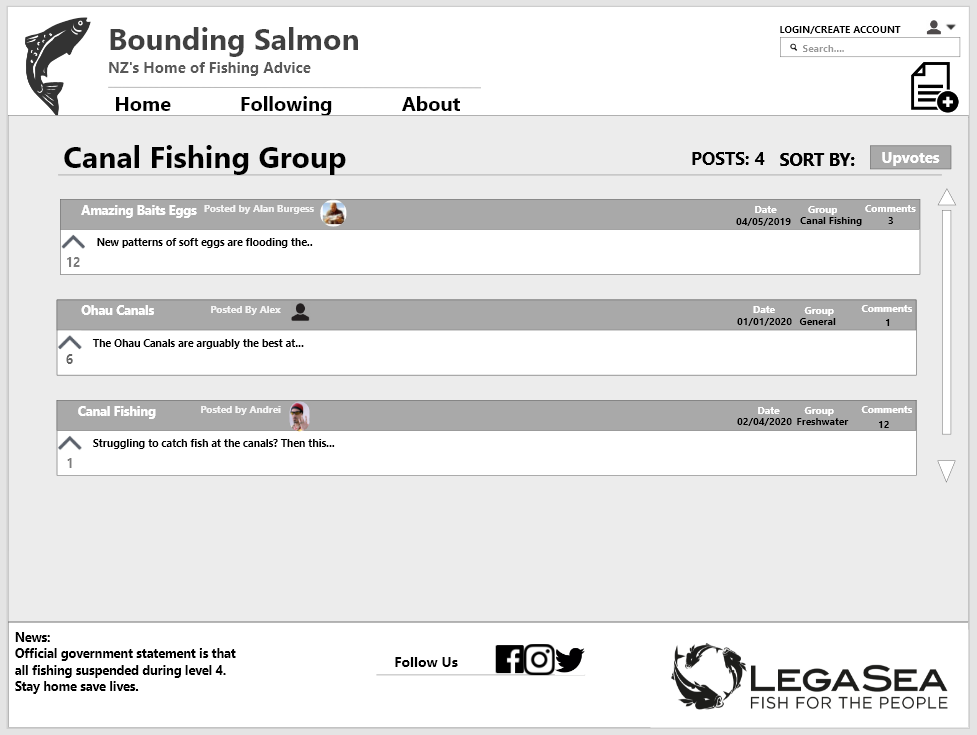 Bounding Salmon
NZ's Home of Fishing Advice
LOGIN/CREATE ACCOUNT
Search....
Home Following About
Canal Fishing Group
POSTS: 4 SORT BY: Upvotes
Amazing Baits Eggs Posted by Alan Burgess Date Group Comments
04/05/2019 Canal Fishing 3
New patterns of soft eggs are flooding the..
12
Ohau Canals Posted By Alex Date Group Comments
01/01/2020 General 1
The Ohau Canals are arguably the best at...
6
Canal Fishing Posted by Andrei Date Group Comments
02/04/2020 Freshwater 12
Struggling to catch fish at the canals? Then this...
1
News:
Official government statement is that
all fishing suspended during level 4.
Stay home save lives.
Follow Us
LEGASEA
FISH FOR THE PEOPLE